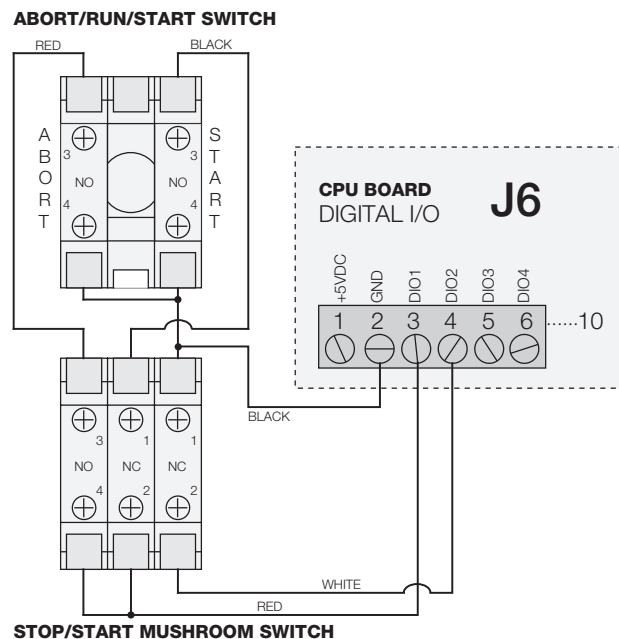 ABORT/RUN/START SWITCH
RED
BLACK
ABORT
START
3
3
NO
NO
4
4
CPU BOARD
DIGITAL I/O
J6
+5VDC
GND
DIO1
DIO2
DIO3
DIO4
1 2 3 4 5 6 ......10
BLACK
3 1 1
NO NC NC
4 2 2
WHITE
RED
STOP/START MUSHROOM SWITCH